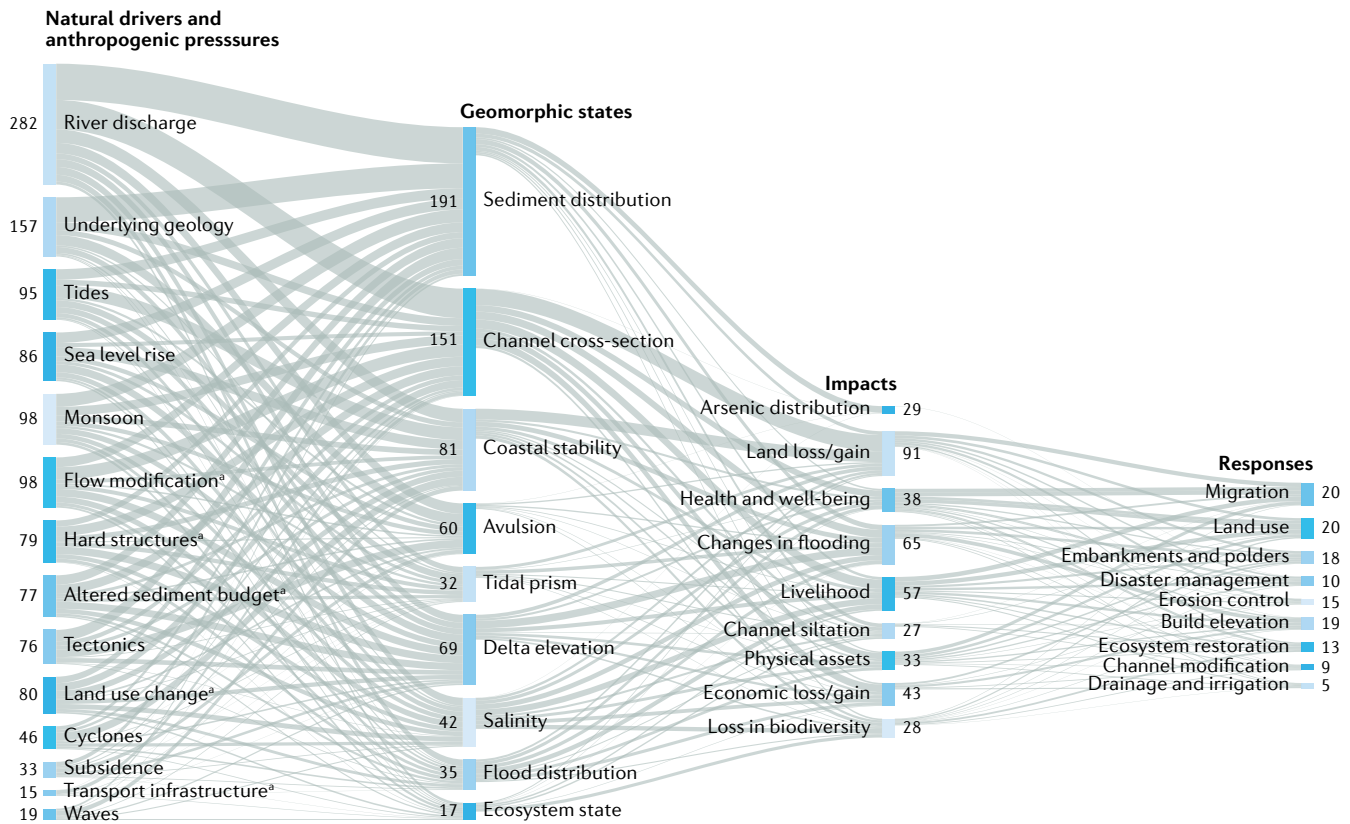 Natural drivers and
anthropogenic presssures
282 River discharge
157 Underlying geology
95 Tides
86 Sea level rise
98 Monsoon
98 Flow modificationᵃ
79 Hard structuresᵃ
77 Altered sediment budgetᵃ
76 Tectonics
80 Land use changeᵃ
46 Cyclones
33 Subsidence
15 Transport infrastructureᵃ
19 Waves
Geomorphic states
191 Sediment distribution
151 Channel cross-section
81 Coastal stability
60 Avulsion
32 Tidal prism
69 Delta elevation
42 Salinity
35 Flood distribution
17 Ecosystem state
Impacts
Arsenic distribution 29
Land loss/gain 91
Health and well-being 38
Changes in flooding 65
Livelihood 57
Channel siltation 27
Physical assets 33
Economic loss/gain 43
Loss in biodiversity 28
Responses
Migration 20
Land use 20
Embankments and polders 18
Disaster management 10
Erosion control 15
Build elevation 19
Ecosystem restoration 13
Channel modification 9
Drainage and irrigation 5